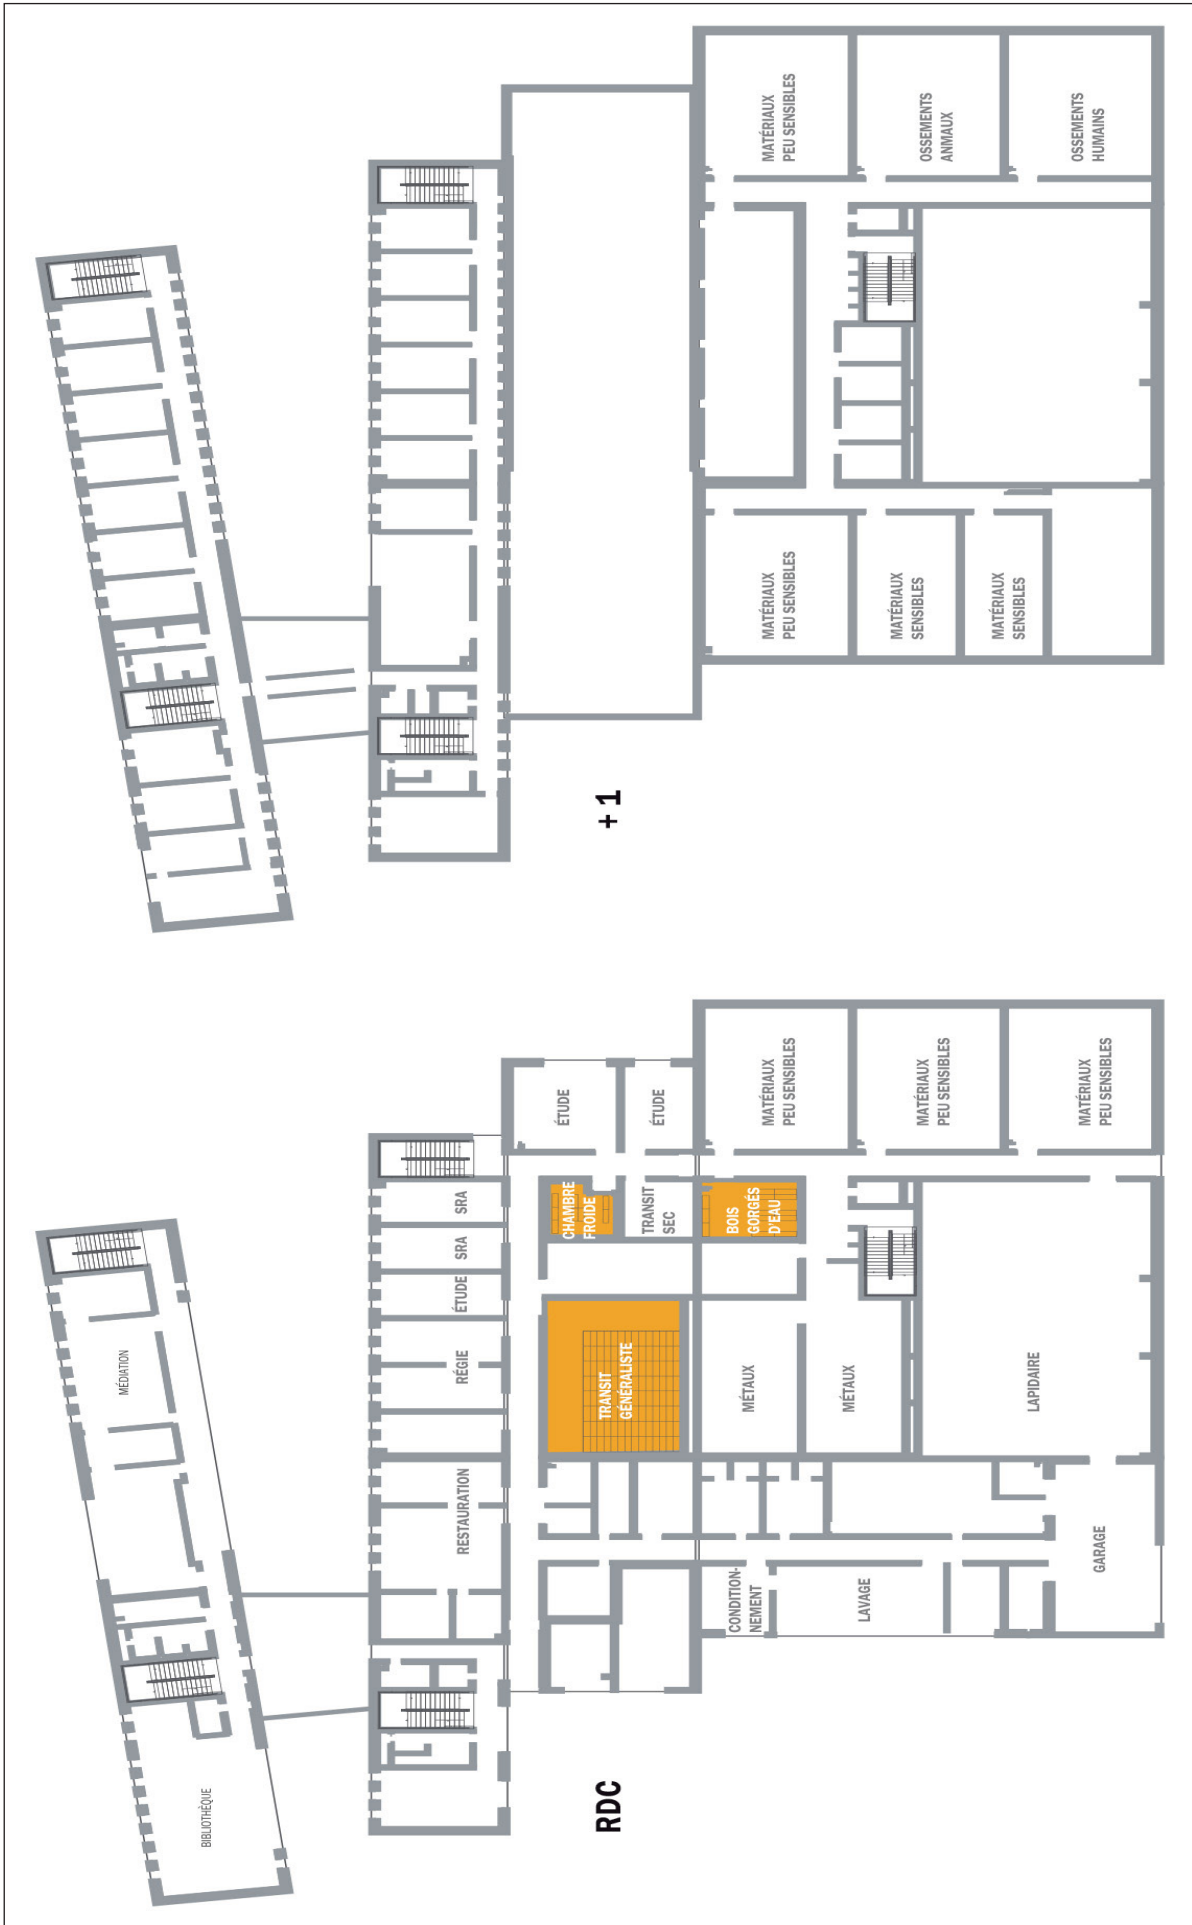 MATÉRIAUX
PEU SENSIBLES
OSSEMENTS
ANMAUX
OSSEMENTS
HUMAINS
MATÉRIAUX
PEU SENSIBLES
MATÉRIAUX
SENSIBLES
MATÉRIAUX
SENSIBLES
+ 1
MÉDIATION
BIBLIOTHÈQUE
SRA
SRA
ÉTUDE
RÉGIE
RESTAURATION
ÉTUDE
ÉTUDE
CHAMBRE
FROIDE
TRANSIT
SEC
BOIS
GORGÉS
D'EAU
TRANSIT
GÉNÉRALISTE
MATÉRIAUX
PEU SENSIBLES
MATÉRIAUX
PEU SENSIBLES
MATÉRIAUX
PEU SENSIBLES
MÉTAUX
MÉTAUX
LAPIDAIRE
CONDITION-
NEMENT
LAVAGE
GARAGE
RDC